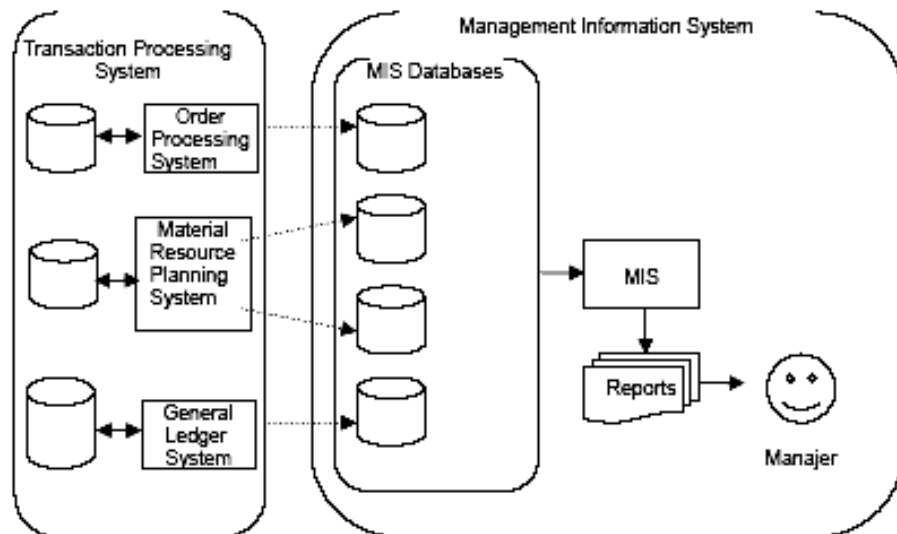 Management Information System
Transaction Processing
System
MIS Databases
Order
Processing
System
Material
Resource
Planning
System
General
Ledger
System
MIS
Reports
Manajer